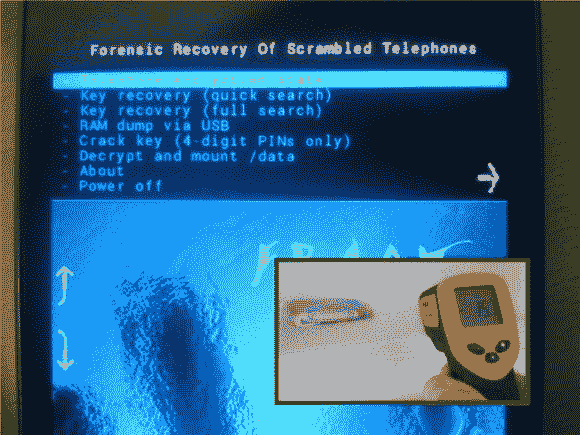 Forensic Recovery Of Scrambled Telephones
- Key recovery (quick search)
- Key recovery (full search)
- RAM dump via USB
- Crack key (4-digit PINs only)
- Decrypt and mount /data
- About
- Power off
FROST